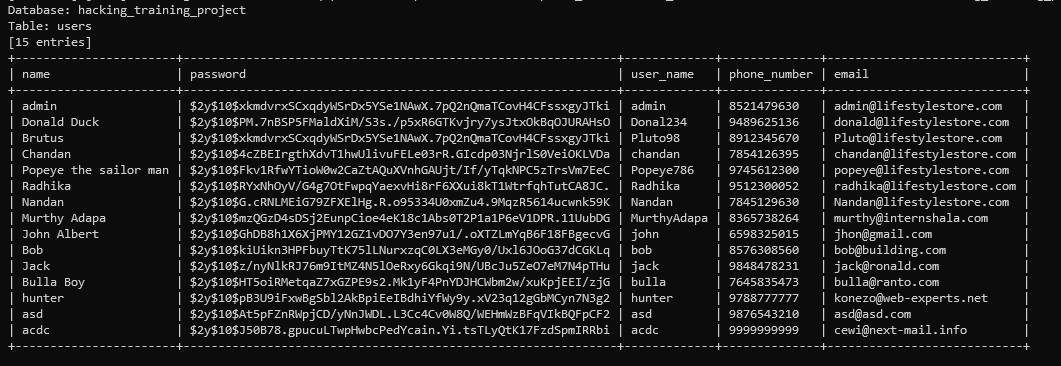 Database: hacking_training_project
Table: users
[15 entries]
| name | password | user_name | phone_number | email |
| admin | $2y$10$xkmdvrxSCxqdyWSrDx5YSe1NAwX.7pQ2nQmaTCovH4CFssxgyJTki | admin | 8521479630 | admin@lifestylestore.com |
| Donald Duck | $2y$10$PM.7nBSP5FMaldXiM/S3s./p5xR6GTKvjry7ysJtxOkBqOJURAHsO | Donal234 | 9489625136 | donald@lifestylestore.com |
| Brutus | $2y$10$xkmdvrxSCxqdyWSrDx5YSe1NAwX.7pQ2nQmaTCovH4CFssxgyJTki | Pluto98 | 8912345670 | Pluto@lifestylestore.com |
| Chandan | $2y$10$4cZBEIrgthXdvT1hwUlivuFELe03rR.GIcdp03NjrlS0VeiOKLVDa | chandan | 7854126395 | chandan@lifestylestore.com |
| Popeye the sailor man | $2y$10$Fkv1RfwYTioW0w2CaZtAQuXVnhGAUjt/If/yTqkNPC5zTrsVm7EeC | Popeye786 | 9745612300 | popeye@lifestylestore.com |
| Radhika | $2y$10$RYxNhOyV/G4g7OtFwpqYaexvHi8rF6XXui8kT1WtrfqhTutCA8JC. | Radhika | 9512300052 | radhika@lifestylestore.com |
| Nandan | $2y$10$G.cRNLMEiG79ZFXElHg.R.o95334U0xmZu4.9MqzR5614ucwnk59K | Nandan | 7845129630 | Nandan@lifestylestore.com |
| Murthy Adapa | $2y$10$mzQGzD4sDSj2EunpCioe4eK18c1Abs0T2P1a1P6eV1DPR.11UubDG | MurthyAdapa | 8365738264 | murthy@internshala.com |
| John Albert | $2y$10$GhDB8h1X6XjPMY12GZ1vDO7Y3en97u1/.oXTZLmYqB6F18FBgecvG | john | 6598325015 | jhon@gmail.com |
| Bob | $2y$10$kiUikn3HPFbuyTtK75lLNurxzqC0LX3eMGy0/Uxl6JOoG37dCGKLq | bob | 8576308560 | bob@building.com |
| Jack | $2y$10$z/nyNlkRJ76m9ItMZ4N5lOeRxy6Gkqi9N/UBcJu5ZeO7eM7N4pTHu | jack | 9848478231 | jack@ronald.com |
| Bulla Boy | $2y$10$HT5oiRMetqaZ7xGZPE9s2.Mk1yF4PnYDJHCWbm2w/xuKpjEEI/zjG | bulla | 7645835473 | bulla@ranto.com |
| hunter | $2y$10$pB3U9iFxwBgSbl2AkBpiEeIBdhiYfWy9y.xV23q12gGbMCyn7N3g2 | hunter | 9788777777 | konezo@web-experts.net |
| asd | $2y$10$At5pFZnRWpjCD/yNnJWDL.L3Cc4Cv0W8Q/WEHmWzBFqVIkBQFpCF2 | asd | 9876543210 | asd@asd.com |
| acdc | $2y$10$J50B78.gpucuLTwpHwbcPedYcain.Yi.tsTLyQtK17FzdSpmIRRbi | acdc | 9999999999 | cewi@next-mail.info |